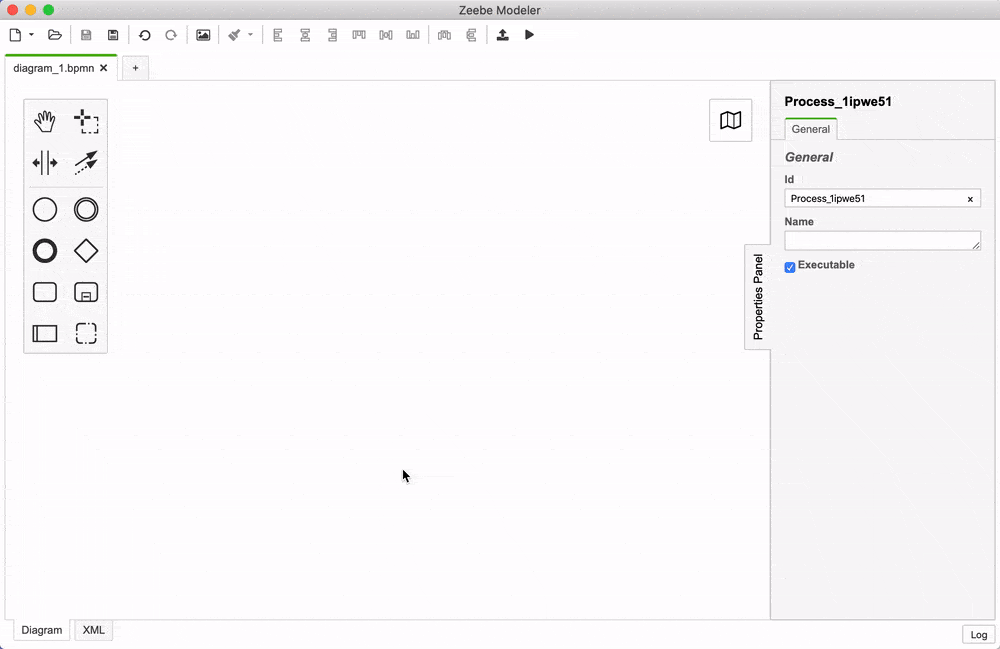 Zeebe Modeler
diagram_1.bpmn
+
Process_1ipwe51
General
General
Id
Process_1ipwe51
Name
Executable
Properties Panel
Diagram
XML
Log